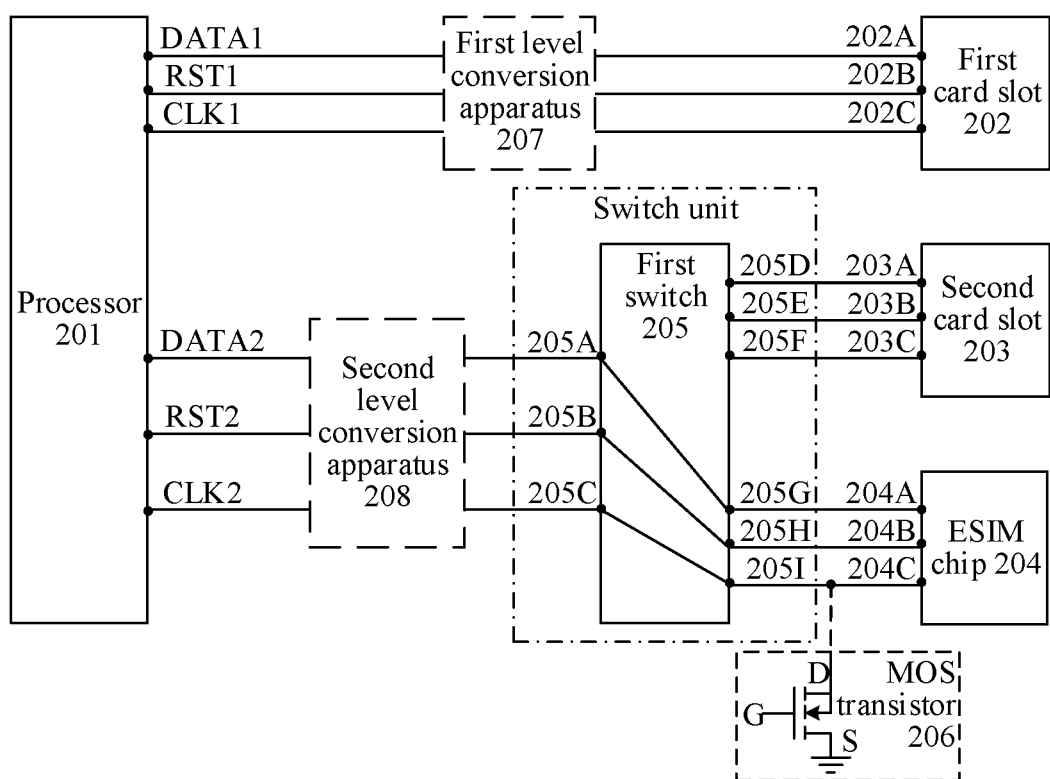 DATA1
RST1
CLK1
First level
conversion
apparatus
207
202A
202B
202C
First
card slot
202
Switch unit
Processor
201
First
switch
205
205D
205E
205F
203A
203B
203C
Second
card slot
203
DATA2
RST2
CLK2
Second
level
conversion
apparatus
208
205A
205B
205C
205G
205H
205I
204A
204B
204C
ESIM
chip 204
D
G
S
MOS
transistor
206